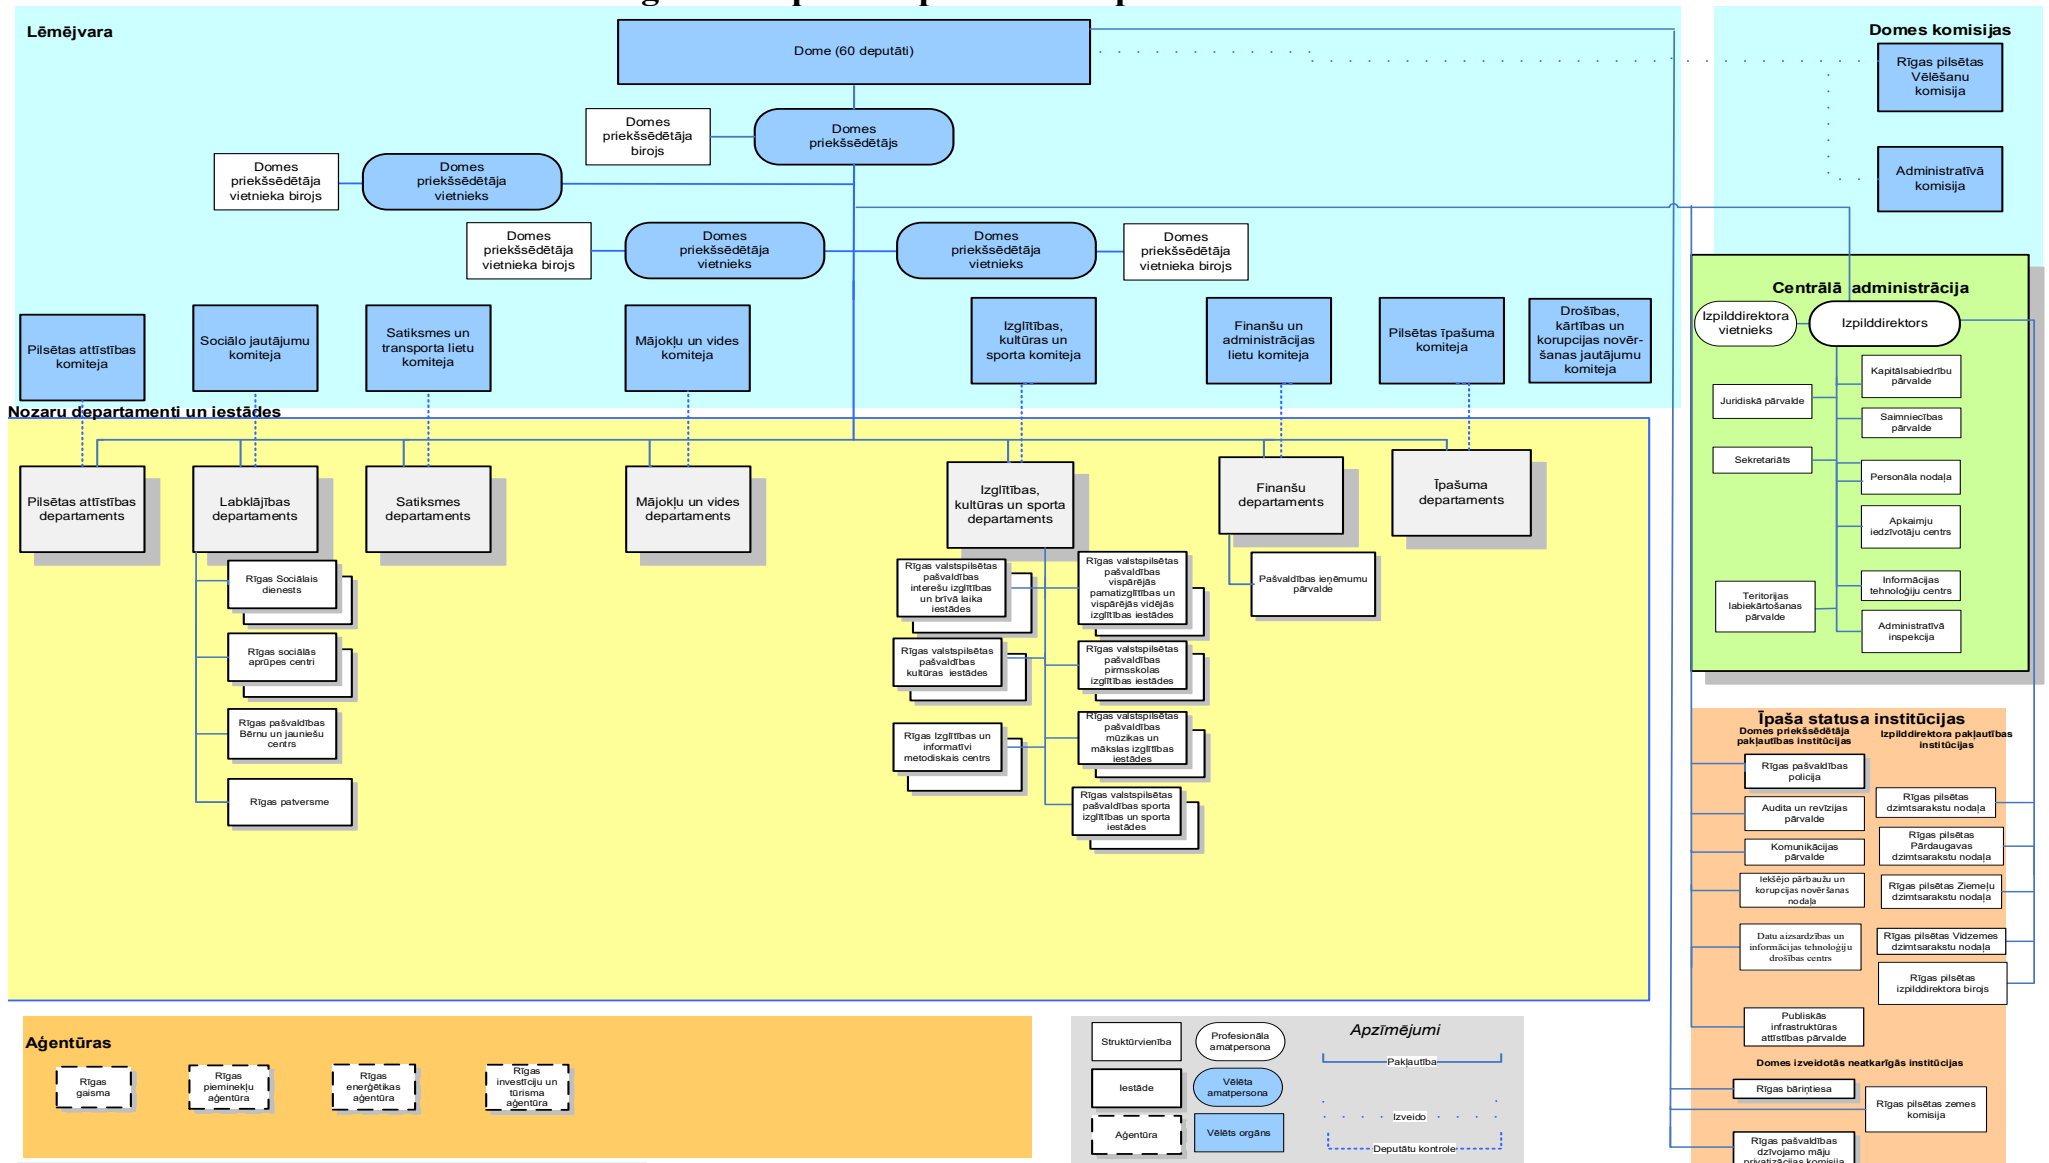 Lēmējvara
Dome (60 deputāti)
Domes
priekšsēdētāja
birojs
Domes
priekšsēdētājs
Domes
priekšsēdētāja
vietnieka birojs
Domes
priekšsēdētāja
vietnieks
Domes
priekšsēdētāja
vietnieka birojs
Domes
priekšsēdētāja
vietnieks
Domes
priekšsēdētāja
vietnieks
Domes
priekšsēdētāja
vietnieka birojs
Pilsētas attīstības
komiteja
Sociālo jautājumu
komiteja
Satiksmes un
transporta lietu
komiteja
Mājokļu un vides
komiteja
Izglītības,
kultūras un
sporta komiteja
Finanšu un
administrācijas
lietu komiteja
Pilsētas īpašuma
komiteja
Drošības,
kārtības un
korupcijas novēr-
šanas jautājumu
komiteja
Domes komisijas
Rīgas pilsētas
Vēlēšanu
komisija
Administratīvā
komisija
Nozaru departamenti un iestādes
Pilsētas attīstības
departaments
Labklājības
departaments
Satiksmes
departaments
Mājokļu un vides
departaments
Izglītības,
kultūras un sporta
departaments
Finanšu
departaments
Īpašuma
departaments
Rīgas Sociālais
dienests
Rīgas sociālās
aprūpes centri
Rīgas pašvaldības
Bērnu un jauniešu
centrs
Rīgas patversme
Rīgas valstspilsētas
pašvaldības
interešu izglītības
un brīvā laika
iestādes
Rīgas valstspilsētas
pašvaldības
kultūras iestādes
Rīgas Izglītības un
informatīvi
metodiskais centrs
Rīgas valstspilsētas
pašvaldības
vispārējās
pamatizglītības un
vispārējās vidējās
izglītības iestādes
Rīgas valstspilsētas
pašvaldības
pirmsskolas
izglītības iestādes
Rīgas valstspilsētas
pašvaldības
mūzikas un
mākslas izglītības
iestādes
Rīgas valstspilsētas
pašvaldības sporta
izglītības un sporta
iestādes
Pašvaldības ieņēmumu
pārvalde
Centrālā administrācija
Izpilddirektora
vietnieks
Izpilddirektors
Juridiskā pārvalde
Sekretariāts
Teritorijas
labiekārtošanas
pārvalde
Kapitālsabiedrību
pārvalde
Saimniecības
pārvalde
Personāla nodaļa
Apkaimju
iedzīvotāju centrs
Informācijas
tehnoloģiju centrs
Administratīvā
inspekcija
Īpaša statusa institūcijas
Domes priekšsēdētāja
pakļautības institūcijas
Rīgas pašvaldības
policija
Audita un revīzijas
pārvalde
Komunikācijas
pārvalde
Iekšējo pārbaužu un
korupcijas novēršanas
nodaļa
Datu aizsardzības un
informācijas tehnoloģiju
drošības centrs
Publiskās
infrastruktūras
attīstības pārvalde
Izpilddirektora pakļautības
institūcijas
Rīgas pilsētas
dzimtsarakstu nodaļa
Rīgas pilsētas
Pārdaugavas
dzimtsarakstu nodaļa
Rīgas pilsētas Ziemeļu
dzimtsarakstu nodaļa
Rīgas pilsētas Vidzemes
dzimtsarakstu nodaļa
Rīgas pilsētas
izpilddirektora birojs
Domes izveidotās neatkarīgās institūcijas
Rīgas bāriņtiesa
Rīgas pilsētas zemes
komisija
Rīgas pašvaldības
dzīvojamo māju
privatizācijas komisija
Aģentūras
Rīgas
gaisma
Rīgas
pieminekļu
aģentūra
Rīgas
enerģētikas
aģentūra
Rīgas
investīciju un
tūrisma
aģentūra
Apzīmējumi
Struktūrvienība
Profesionāla
amatpersona
Iestāde
Vēlēta
amatpersona
Aģentūra
Vēlēts orgāns
Pakļautība
Izveido
Deputātu kontrole